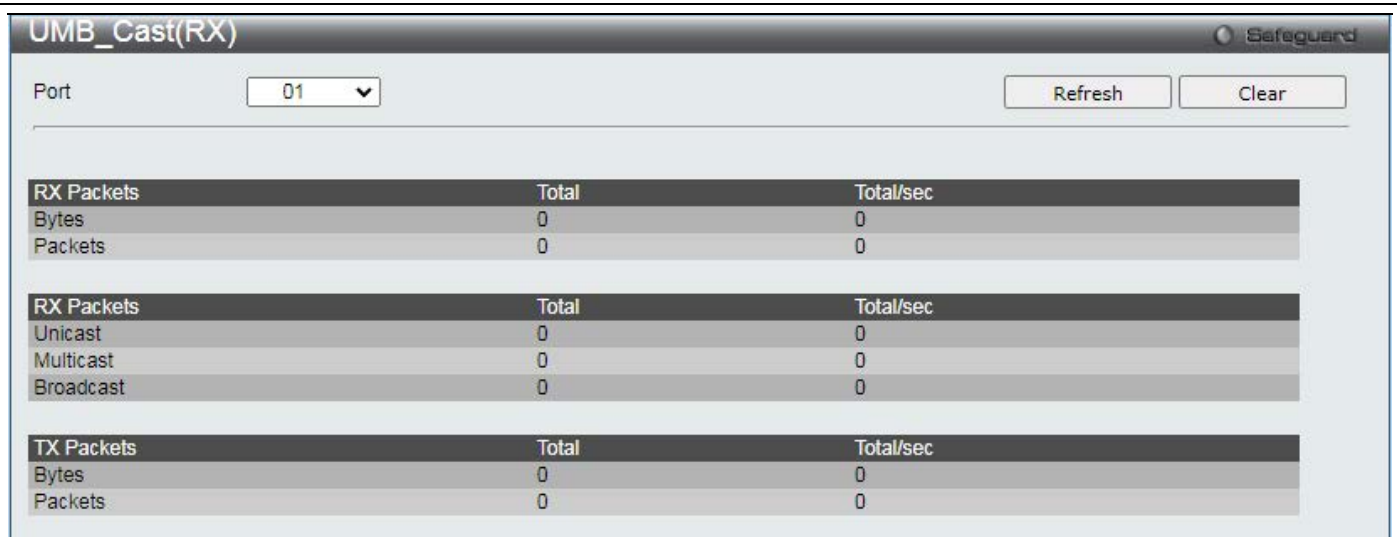 UMB_Cast(RX)
Safeguard
Port 01 Refresh Clear
RX Packets Total Total/sec
Bytes 0 0
Packets 0 0
RX Packets Total Total/sec
Unicast 0 0
Multicast 0 0
Broadcast 0 0
TX Packets Total Total/sec
Bytes 0 0
Packets 0 0